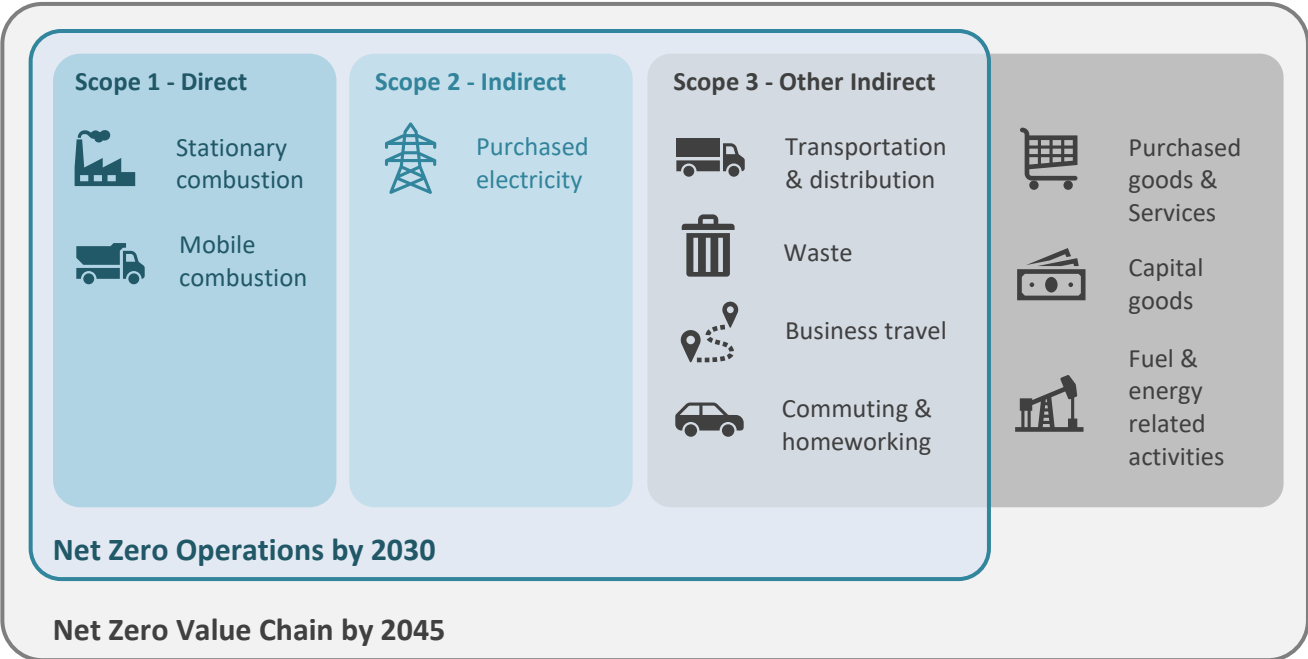 Scope 1 - Direct
Stationary
combustion
Mobile
combustion
Scope 2 - Indirect
Purchased
electricity
Scope 3 - Other Indirect
Transportation
& distribution
Waste
Business travel
Commuting &
homeworking
Purchased
goods &
Services
Capital
goods
Fuel &
energy
related
activities
Net Zero Operations by 2030
Net Zero Value Chain by 2045